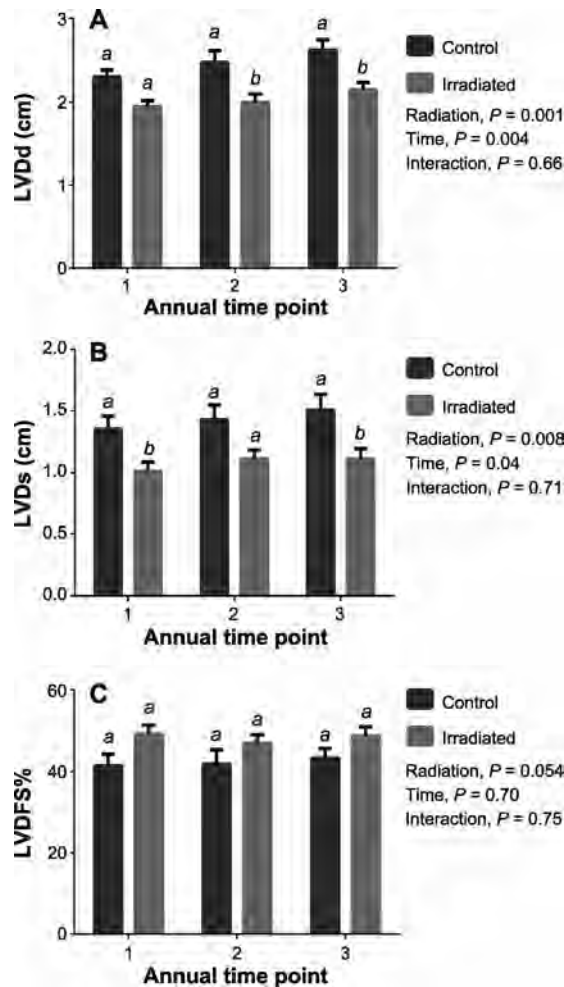 A
3
2
1
0
LVDd (cm)
a a a b a b
1 2 3
Annual time point
Control
Irradiated
Radiation, P = 0.001
Time, P = 0.004
Interaction, P = 0.66
B
2.0
1.5
1.0
0.5
0.0
LVDs (cm)
a b a a a b
1 2 3
Annual time point
Control
Irradiated
Radiation, P = 0.008
Time, P = 0.04
Interaction, P = 0.71
C
60
40
20
0
LVDFS%
a a a a a a
1 2 3
Annual time point
Control
Irradiated
Radiation, P = 0.054
Time, P = 0.70
Interaction, P = 0.75